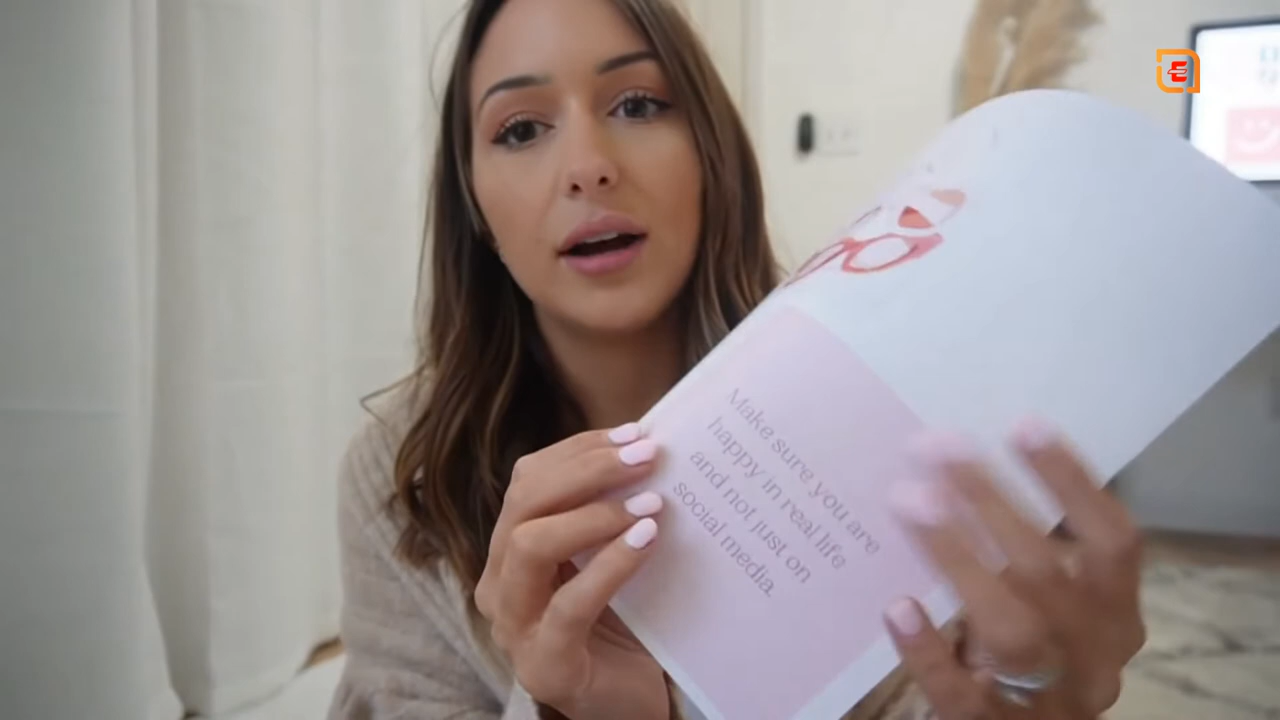 Make sure you are
happy in real life
and not just on
social media.
E